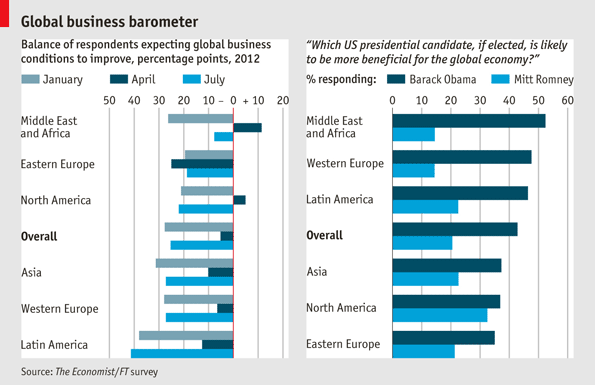 Global business barometer
Balance of respondents expecting global business
conditions to improve, percentage points, 2012
January April July
50 40 30 20 10 – 0 + 10 20
Middle East
and Africa
Eastern Europe
North America
Overall
Asia
Western Europe
Latin America
“Which US presidential candidate, if elected, is likely
to be more beneficial for the global economy?”
% responding: Barack Obama Mitt Romney
0 10 20 30 40 50 60
Middle East
and Africa
Western Europe
Latin America
Overall
Asia
North America
Eastern Europe
Source: The Economist/FT survey